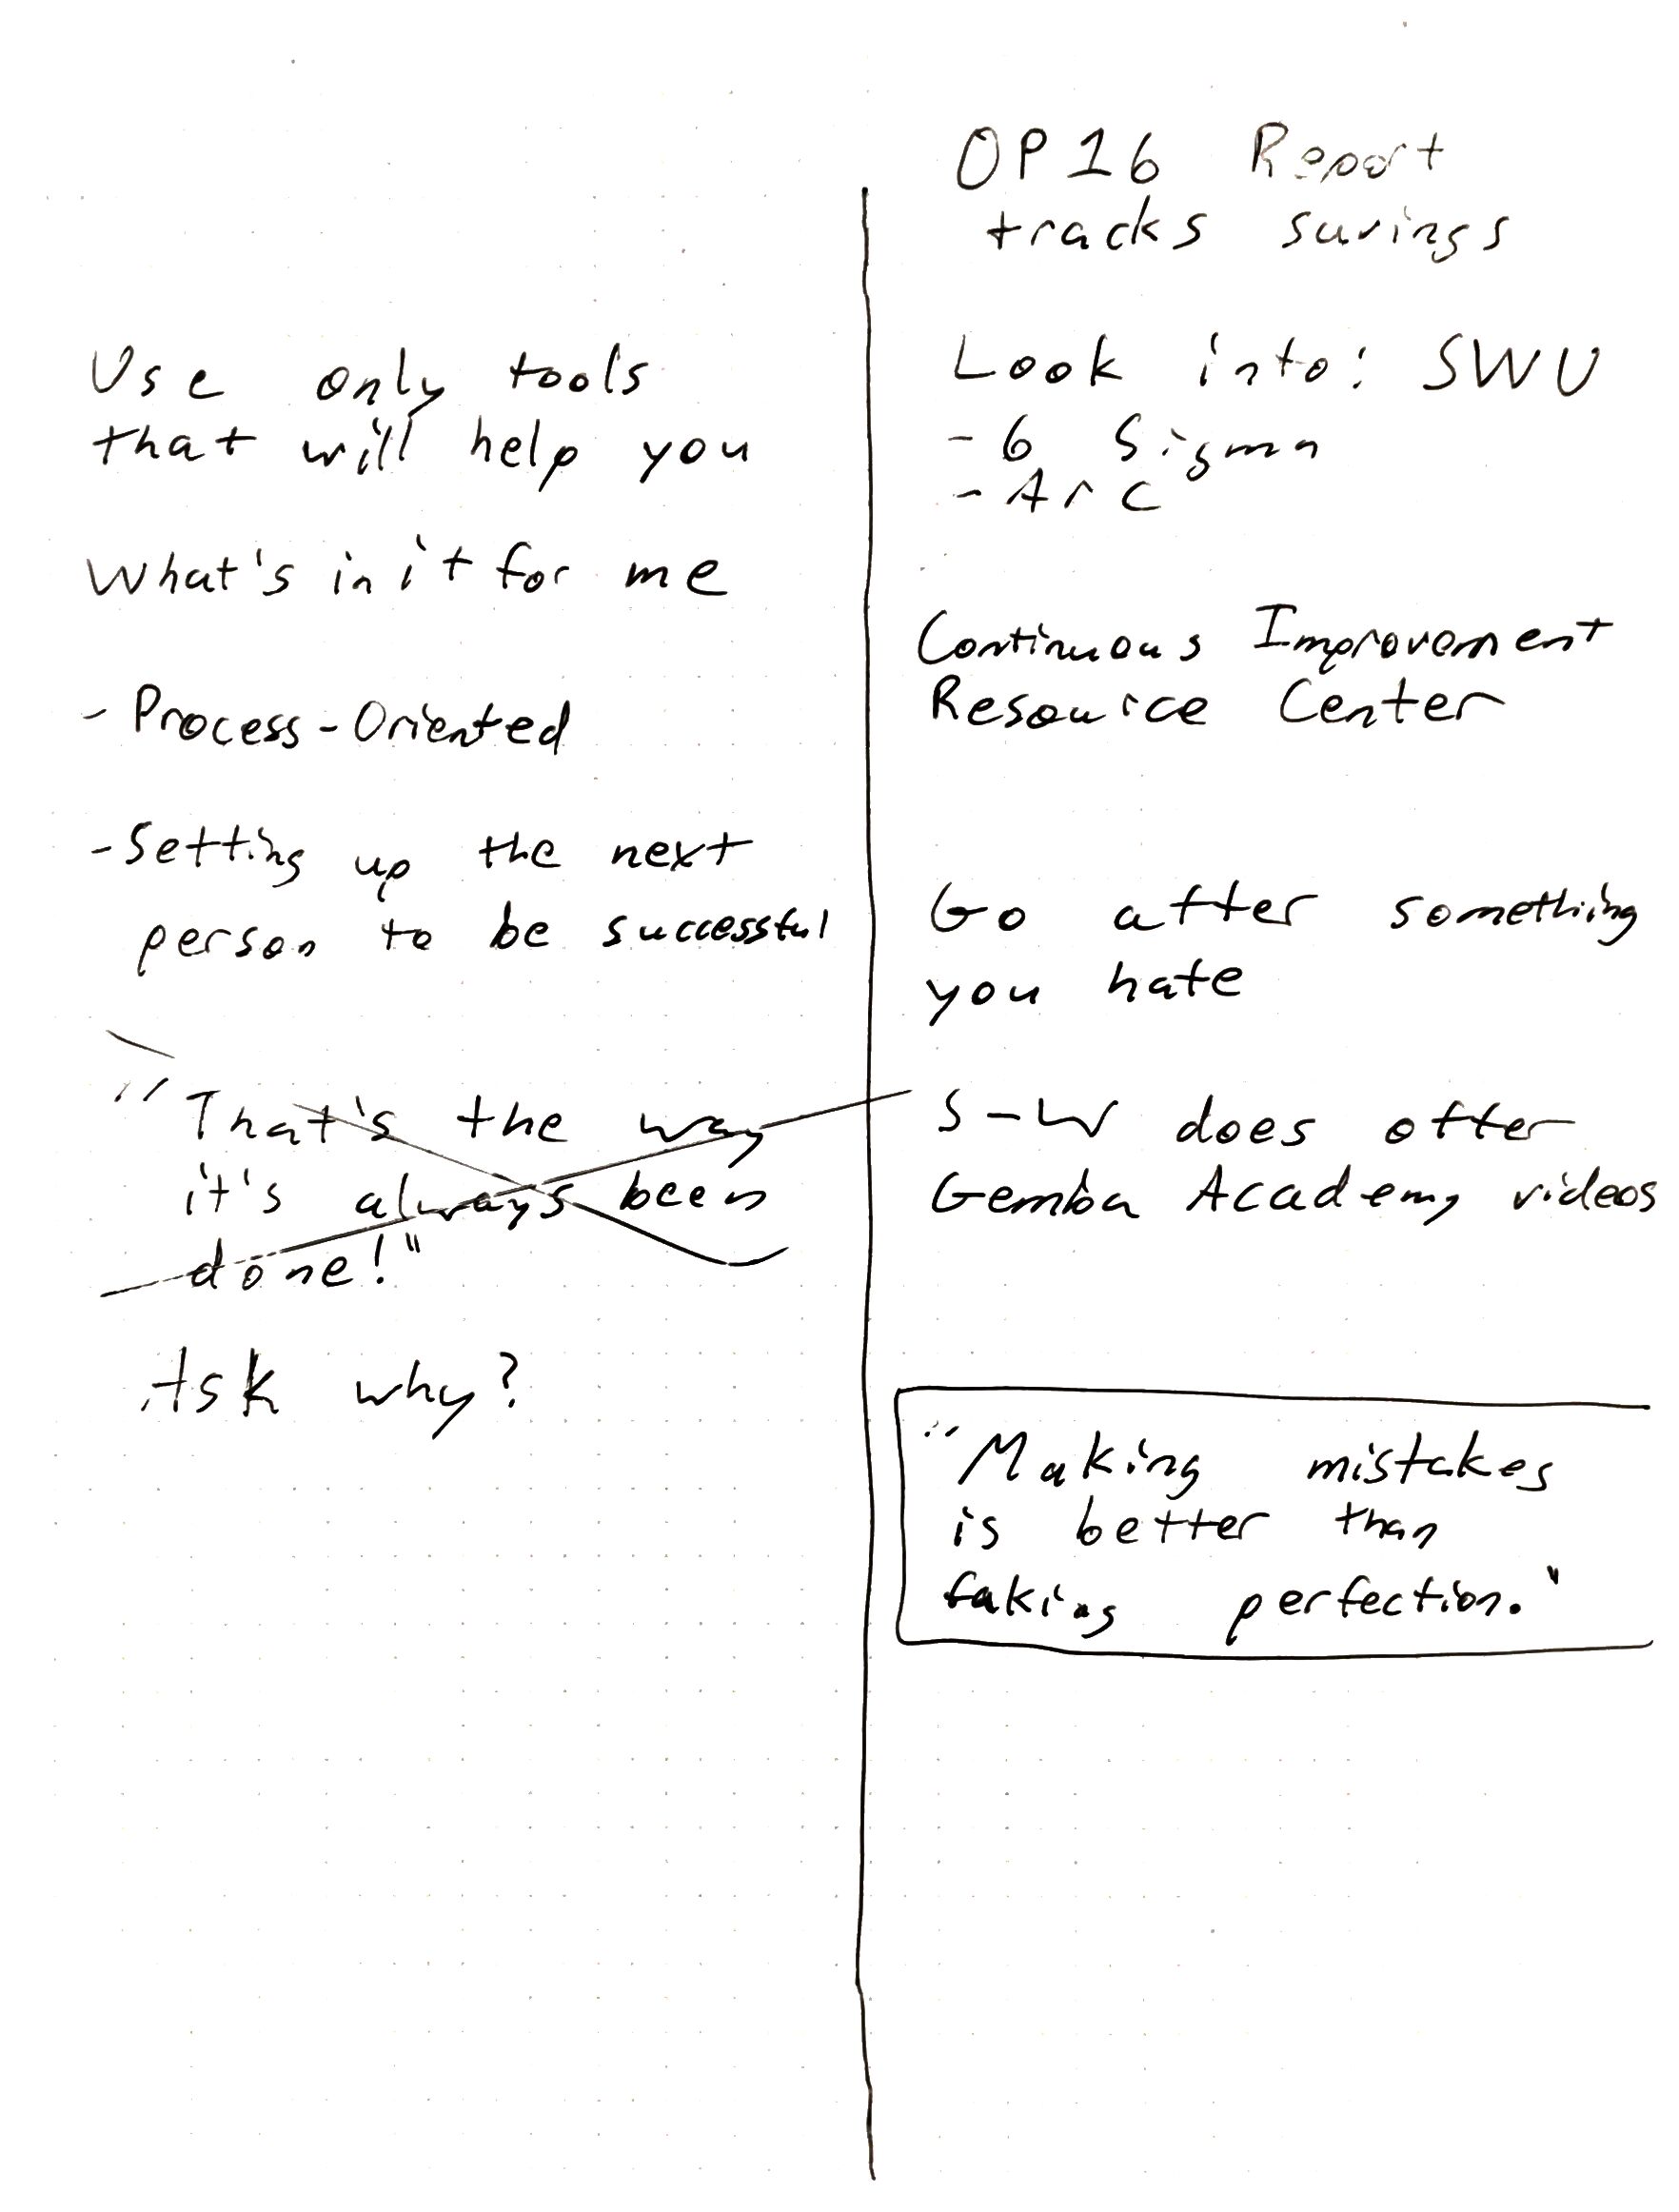 Use only tools
that will help you
What's in it for me
- Process-Oriented
- Setting up the next
person to be successful
"That's the way
it's always been
done!"
Ask why?
OP16 Report
tracks savings
Look into: SWU
- 6 Sigma
- Arc
Continuous Improvement
Resource Center
Go after something
you hate
S-W does offer
Gemba Academy videos
"Making mistakes
is better than
faking perfection."